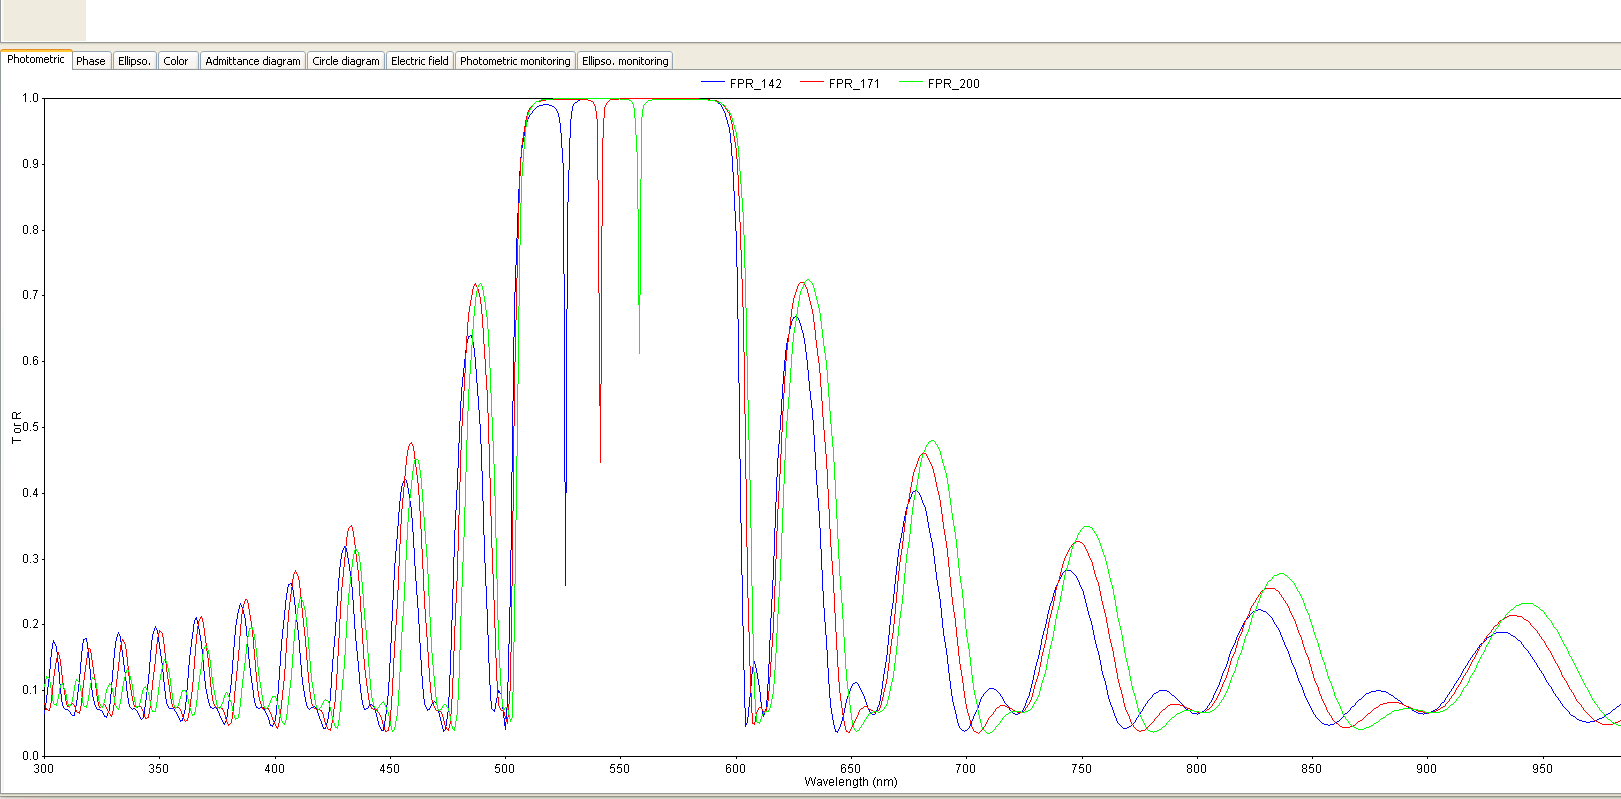 Photometric Phase Ellipso. Color Admittance diagram Circle diagram Electric field Photometric monitoring Ellipso. monitoring
FPR_142 FPR_171 FPR_200
1.0
0.9
0.8
0.7
0.6
T or R
0.5
0.4
0.3
0.2
0.1
0.0
300 350 400 450 500 550 600 650 700 750 800 850 900 950
Wavelength (nm)